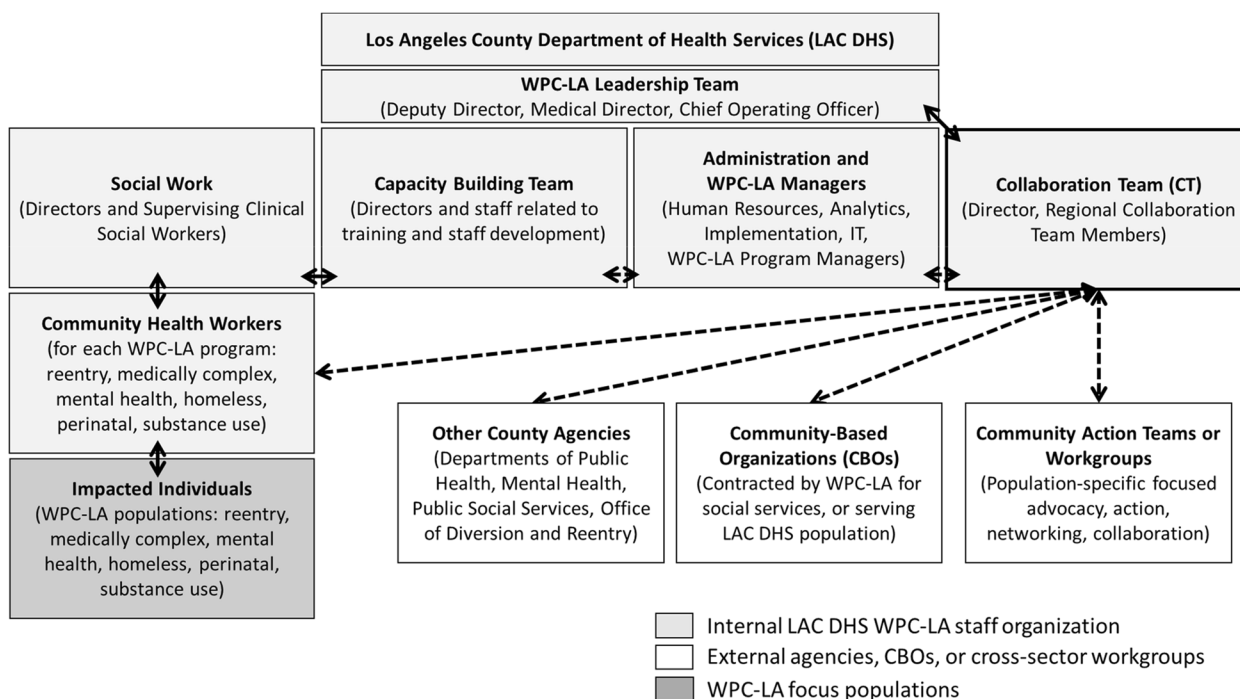 Los Angeles County Department of Health Services (LAC DHS)
WPC-LA Leadership Team
(Deputy Director, Medical Director, Chief Operating Officer)
Social Work
(Directors and Supervising Clinical
Social Workers)
Capacity Building Team
(Directors and staff related to
training and staff development)
Administration and
WPC-LA Managers
(Human Resources, Analytics,
Implementation, IT,
WPC-LA Program Managers)
Collaboration Team (CT)
(Director, Regional Collaboration
Team Members)
Community Health Workers
(for each WPC-LA program:
reentry, medically complex,
mental health, homeless,
perinatal, substance use)
Impacted Individuals
(WPC-LA populations: reentry,
medically complex, mental
health, homeless, perinatal,
substance use)
Other County Agencies
(Departments of Public
Health, Mental Health,
Public Social Services, Office
of Diversion and Reentry)
Community-Based
Organizations (CBOs)
(Contracted by WPC-LA for
social services, or serving
LAC DHS population)
Community Action Teams or
Workgroups
(Population-specific focused
advocacy, action,
networking, collaboration)
Internal LAC DHS WPC-LA staff organization
External agencies, CBOs, or cross-sector workgroups
WPC-LA focus populations